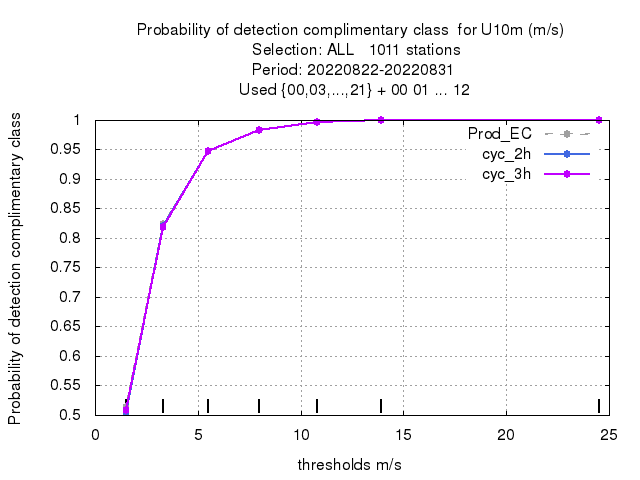 Probability of detection complimentary class  for U10m (m/s)
Selection: ALL   1011 stations
Period: 20220822-20220831
Used {00,03,...,21} + 00 01 ... 12
Probability of detection complimentary class
1
0.95
0.9
0.85
0.8
0.75
0.7
0.65
0.6
0.55
0.5
Prod_EC
cyc_2h
cyc_3h
0 5 10 15 20 25
thresholds m/s